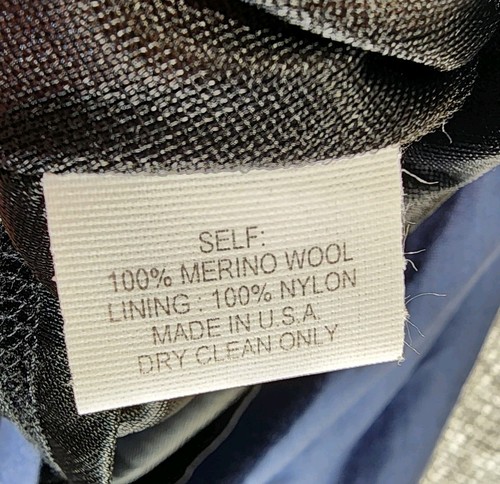 SELF:
100% MERINO WOOL
LINING : 100% NYLON
MADE IN U.S.A.
DRY CLEAN ONLY